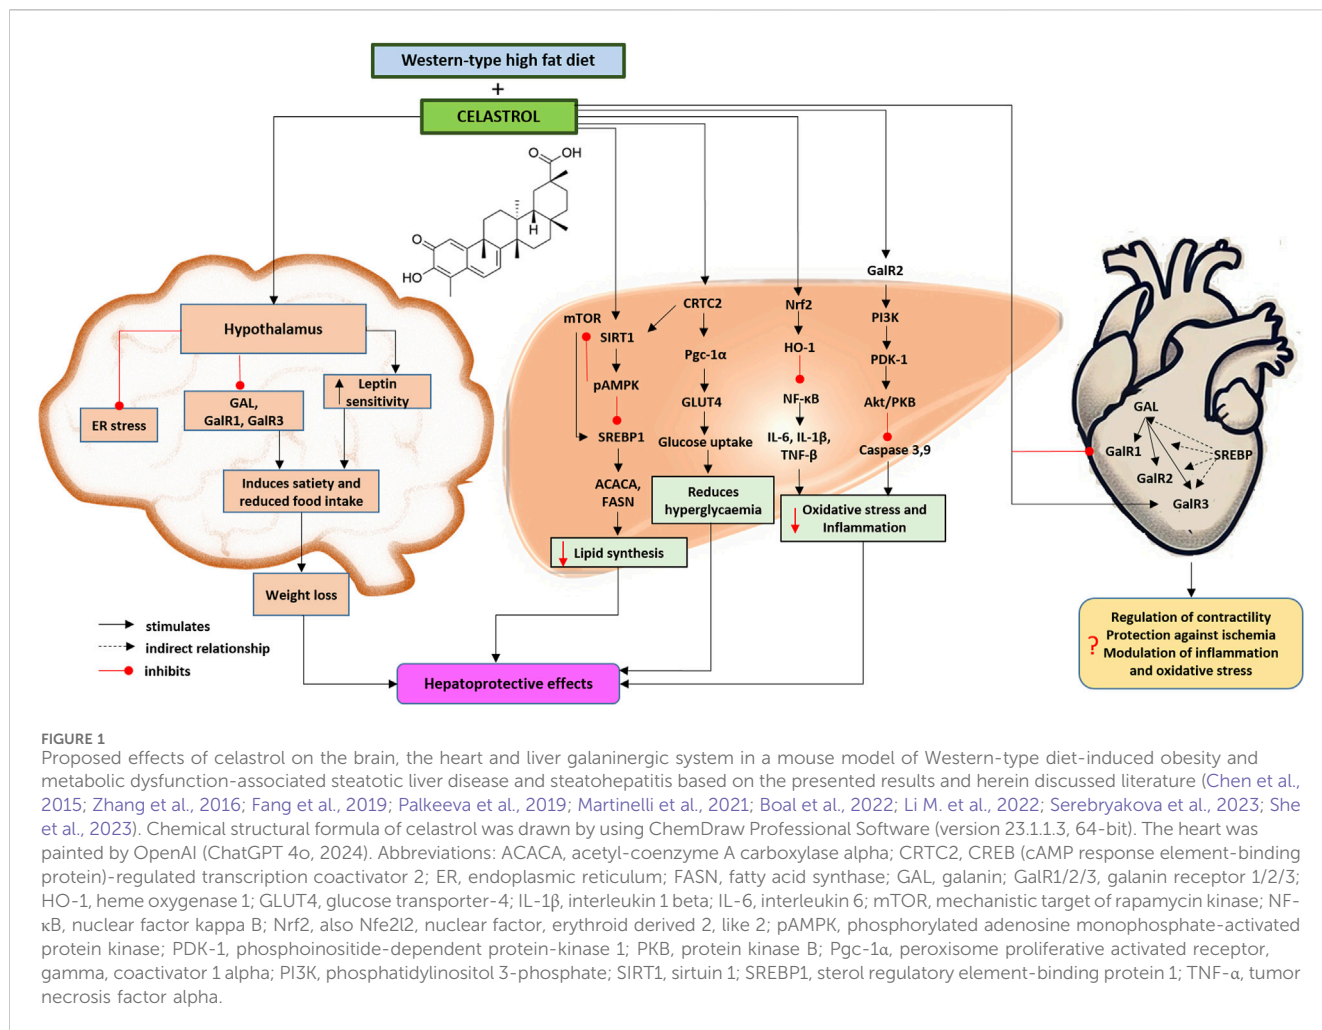 Western-type high fat diet
+
CELASTROL
O
OH
H
O
HO
Hypothalamus
ER stress
GAL,
GalR1, GalR3
Leptin
sensitivity
Induces satiety and
reduced food intake
Weight loss
mTOR
SIRT1
pAMPK
SREBP1
ACACA,
FASN
Lipid synthesis
CRTC2
Pgc-1α
GLUT4
Glucose uptake
Reduces
hyperglycaemia
Nrf2
HO-1
NF-κB
IL-6, IL-1β,
TNF-β
GalR2
PI3K
PDK-1
Akt/PKB
Caspase 3,9
Oxidative stress and
Inflammation
GAL
GalR1
GalR2
GalR3
SREBP
?
Regulation of contractility
Protection against ischemia
Modulation of inflammation
and oxidative stress
stimulates
indirect relationship
inhibits
Hepatoprotective effects
FIGURE 1
Proposed effects of celastrol on the brain, the heart and liver galaninergic system in a mouse model of Western-type diet-induced obesity and
metabolic dysfunction-associated steatotic liver disease and steatohepatitis based on the presented results and herein discussed literature (Chen et al.,
2015; Zhang et al., 2016; Fang et al., 2019; Palkeeva et al., 2019; Martinelli et al., 2021; Boal et al., 2022; Li M. et al., 2022; Serebryakova et al., 2023; She
et al., 2023). Chemical structural formula of celastrol was drawn by using ChemDraw Professional Software (version 23.1.1.3, 64-bit). The heart was
painted by OpenAI (ChatGPT 4o, 2024). Abbreviations: ACACA, acetyl-coenzyme A carboxylase alpha; CRTC2, CREB (cAMP response element-binding
protein)-regulated transcription coactivator 2; ER, endoplasmic reticulum; FASN, fatty acid synthase; GAL, galanin; GalR1/2/3, galanin receptor 1/2/3;
HO-1, heme oxygenase 1; GLUT4, glucose transporter-4; IL-1β, interleukin 1 beta; IL-6, interleukin 6; mTOR, mechanistic target of rapamycin kinase; NF-
κB, nuclear factor kappa B; Nrf2, also Nfe2l2, nuclear factor, erythroid derived 2, like 2; pAMPK, phosphorylated adenosine monophosphate-activated
protein kinase; PDK-1, phosphoinositide-dependent protein-kinase 1; PKB, protein kinase B; Pgc-1α, peroxisome proliferative activated receptor,
gamma, coactivator 1 alpha; PI3K, phosphatidylinositol 3-phosphate; SIRT1, sirtuin 1; SREBP1, sterol regulatory element-binding protein 1; TNF-α, tumor
necrosis factor alpha.